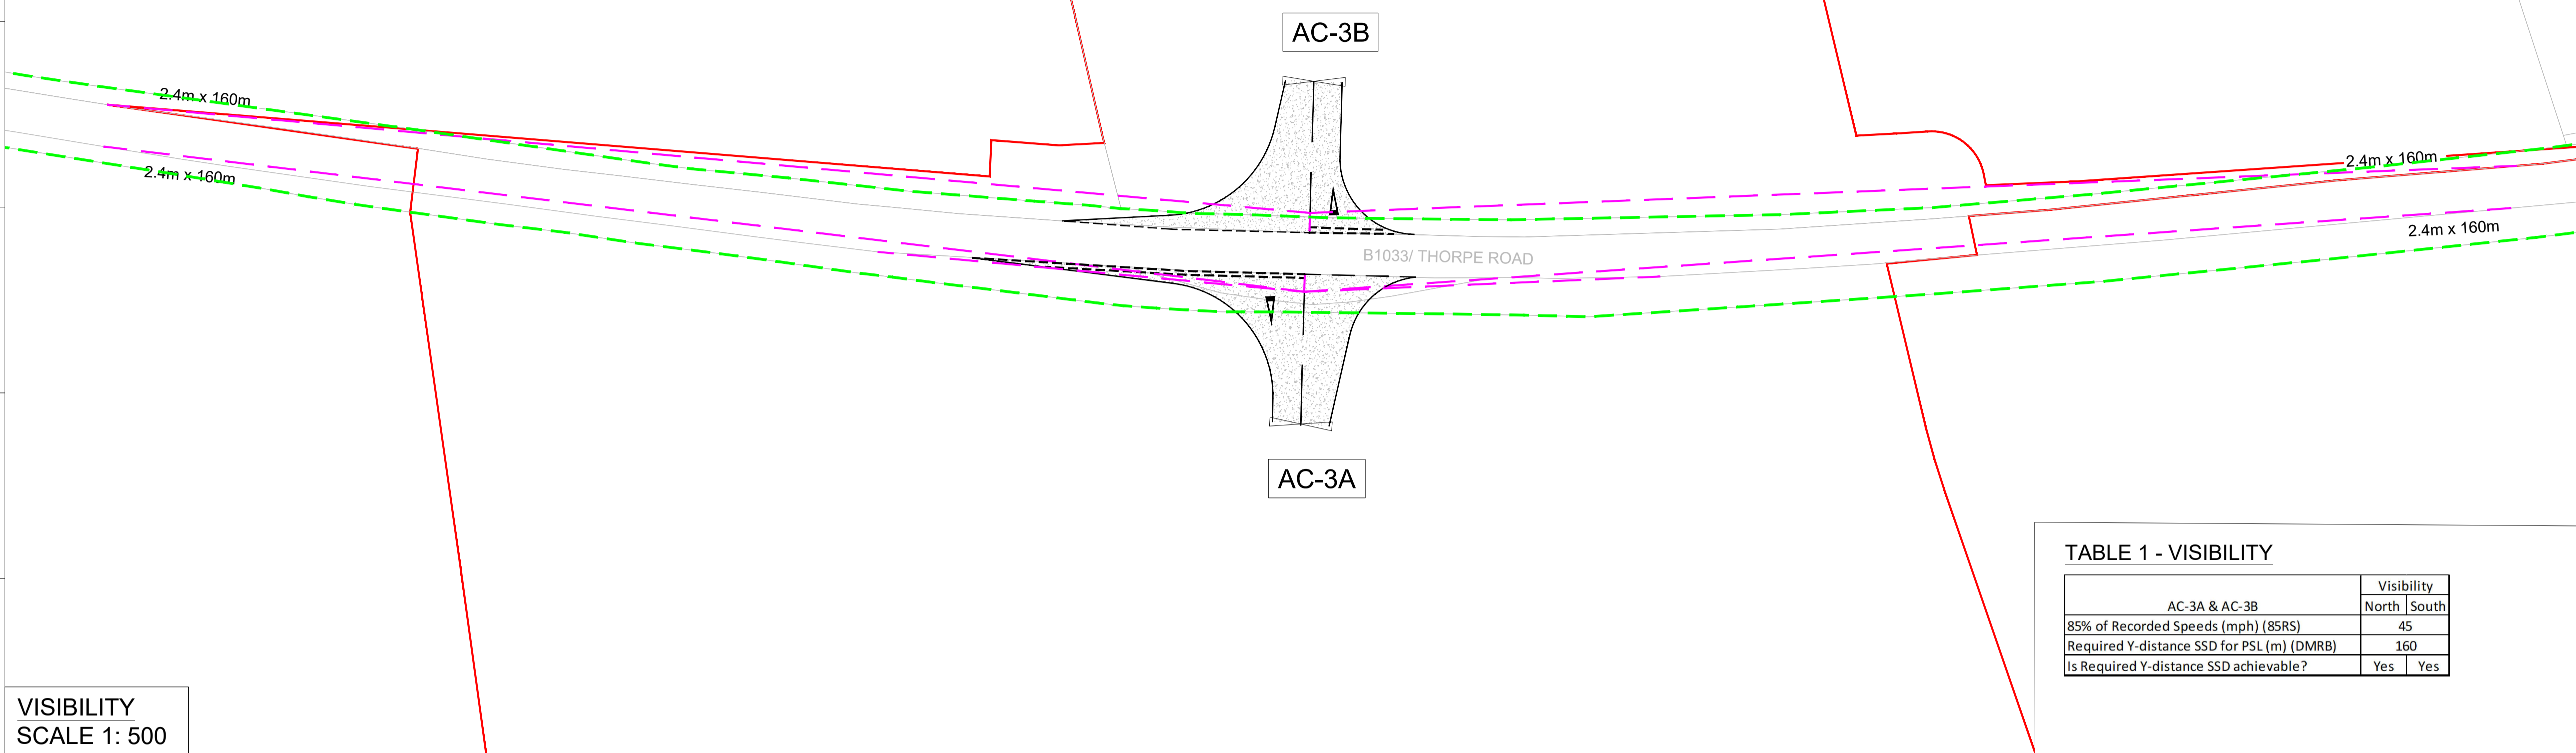 AC-3B
2.4m x 160m
2.4m x 160m
2.4m x 160m
2.4m x 160m
B1033/ THORPE ROAD
AC-3A
TABLE 1 - VISIBILITY
Visibility
AC-3A & AC-3B North South
85% of Recorded Speeds (mph) (85RS) 45
Required Y-distance SSD for PSL (m) (DMRB) 160
Is Required Y-distance SSD achievable? Yes Yes
VISIBILITY
SCALE 1: 500